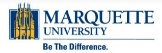 MARQUETTE
UNIVERSITY
Be The Difference.